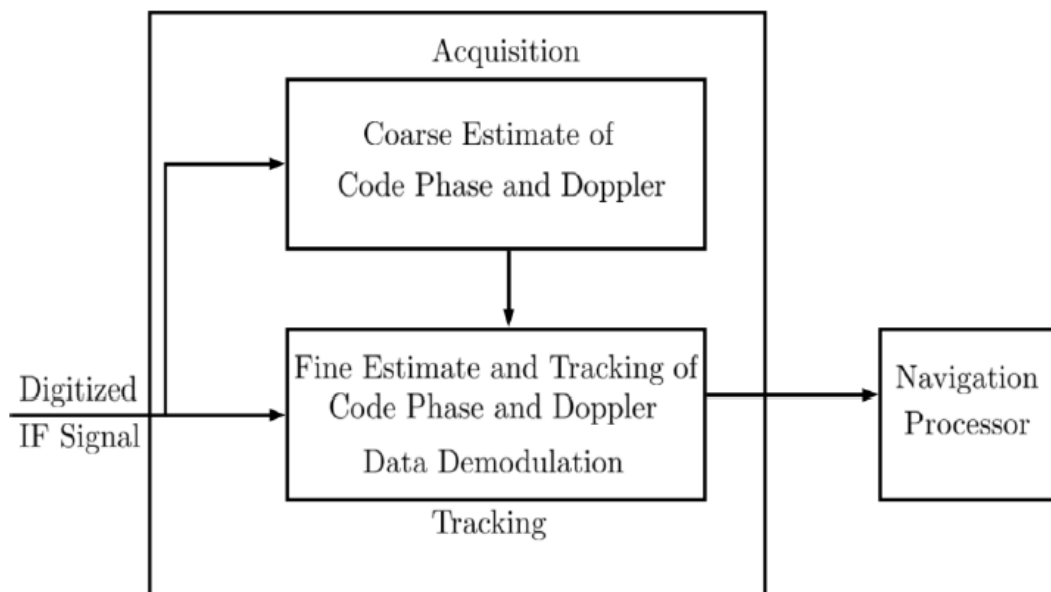 Acquisition
Coarse Estimate of
Code Phase and Doppler
Digitized
IF Signal
Fine Estimate and Tracking of
Code Phase and Doppler
Data Demodulation
Tracking
Navigation
Processor